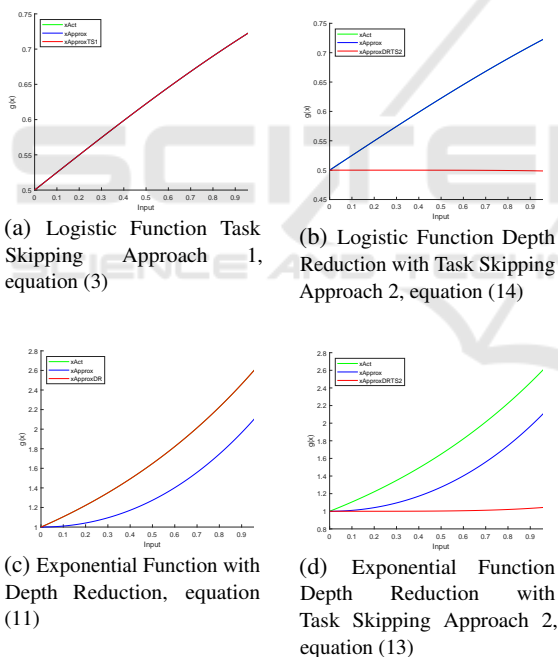 0.75
0.7
0.65
0.6
0.55
0.5
g(x)
xAct
xApprox
xApproxTS1
0 0.1 0.2 0.3 0.4 0.5 0.6 0.7 0.8 0.9
Input
(a) Logistic Function Task
Skipping Approach 1,
equation (3)
0.75
0.7
0.65
0.6
0.55
0.5
0.45
g(x)
xAct
xApprox
xApproxDRTS2
0 0.1 0.2 0.3 0.4 0.5 0.6 0.7 0.8 0.9
Input
(b) Logistic Function Depth
Reduction with Task Skipping
Approach 2, equation (14)
2.8
2.6
2.4
2.2
2
1.8
1.6
1.4
1.2
1
g(x)
xAct
xApprox
xApproxDR
0 0.1 0.2 0.3 0.4 0.5 0.6 0.7 0.8 0.9
Input
(c) Exponential Function with
Depth Reduction, equation
(11)
2.8
2.6
2.4
2.2
2
1.8
1.6
1.4
1.2
1
0.8
g(x)
xAct
xApprox
xApproxDRTS2
0 0.1 0.2 0.3 0.4 0.5 0.6 0.7 0.8 0.9
Input
(d) Exponential Function
Depth Reduction with
Task Skipping Approach 2,
equation (13)
SCITE
SCIENCE AND TECHN